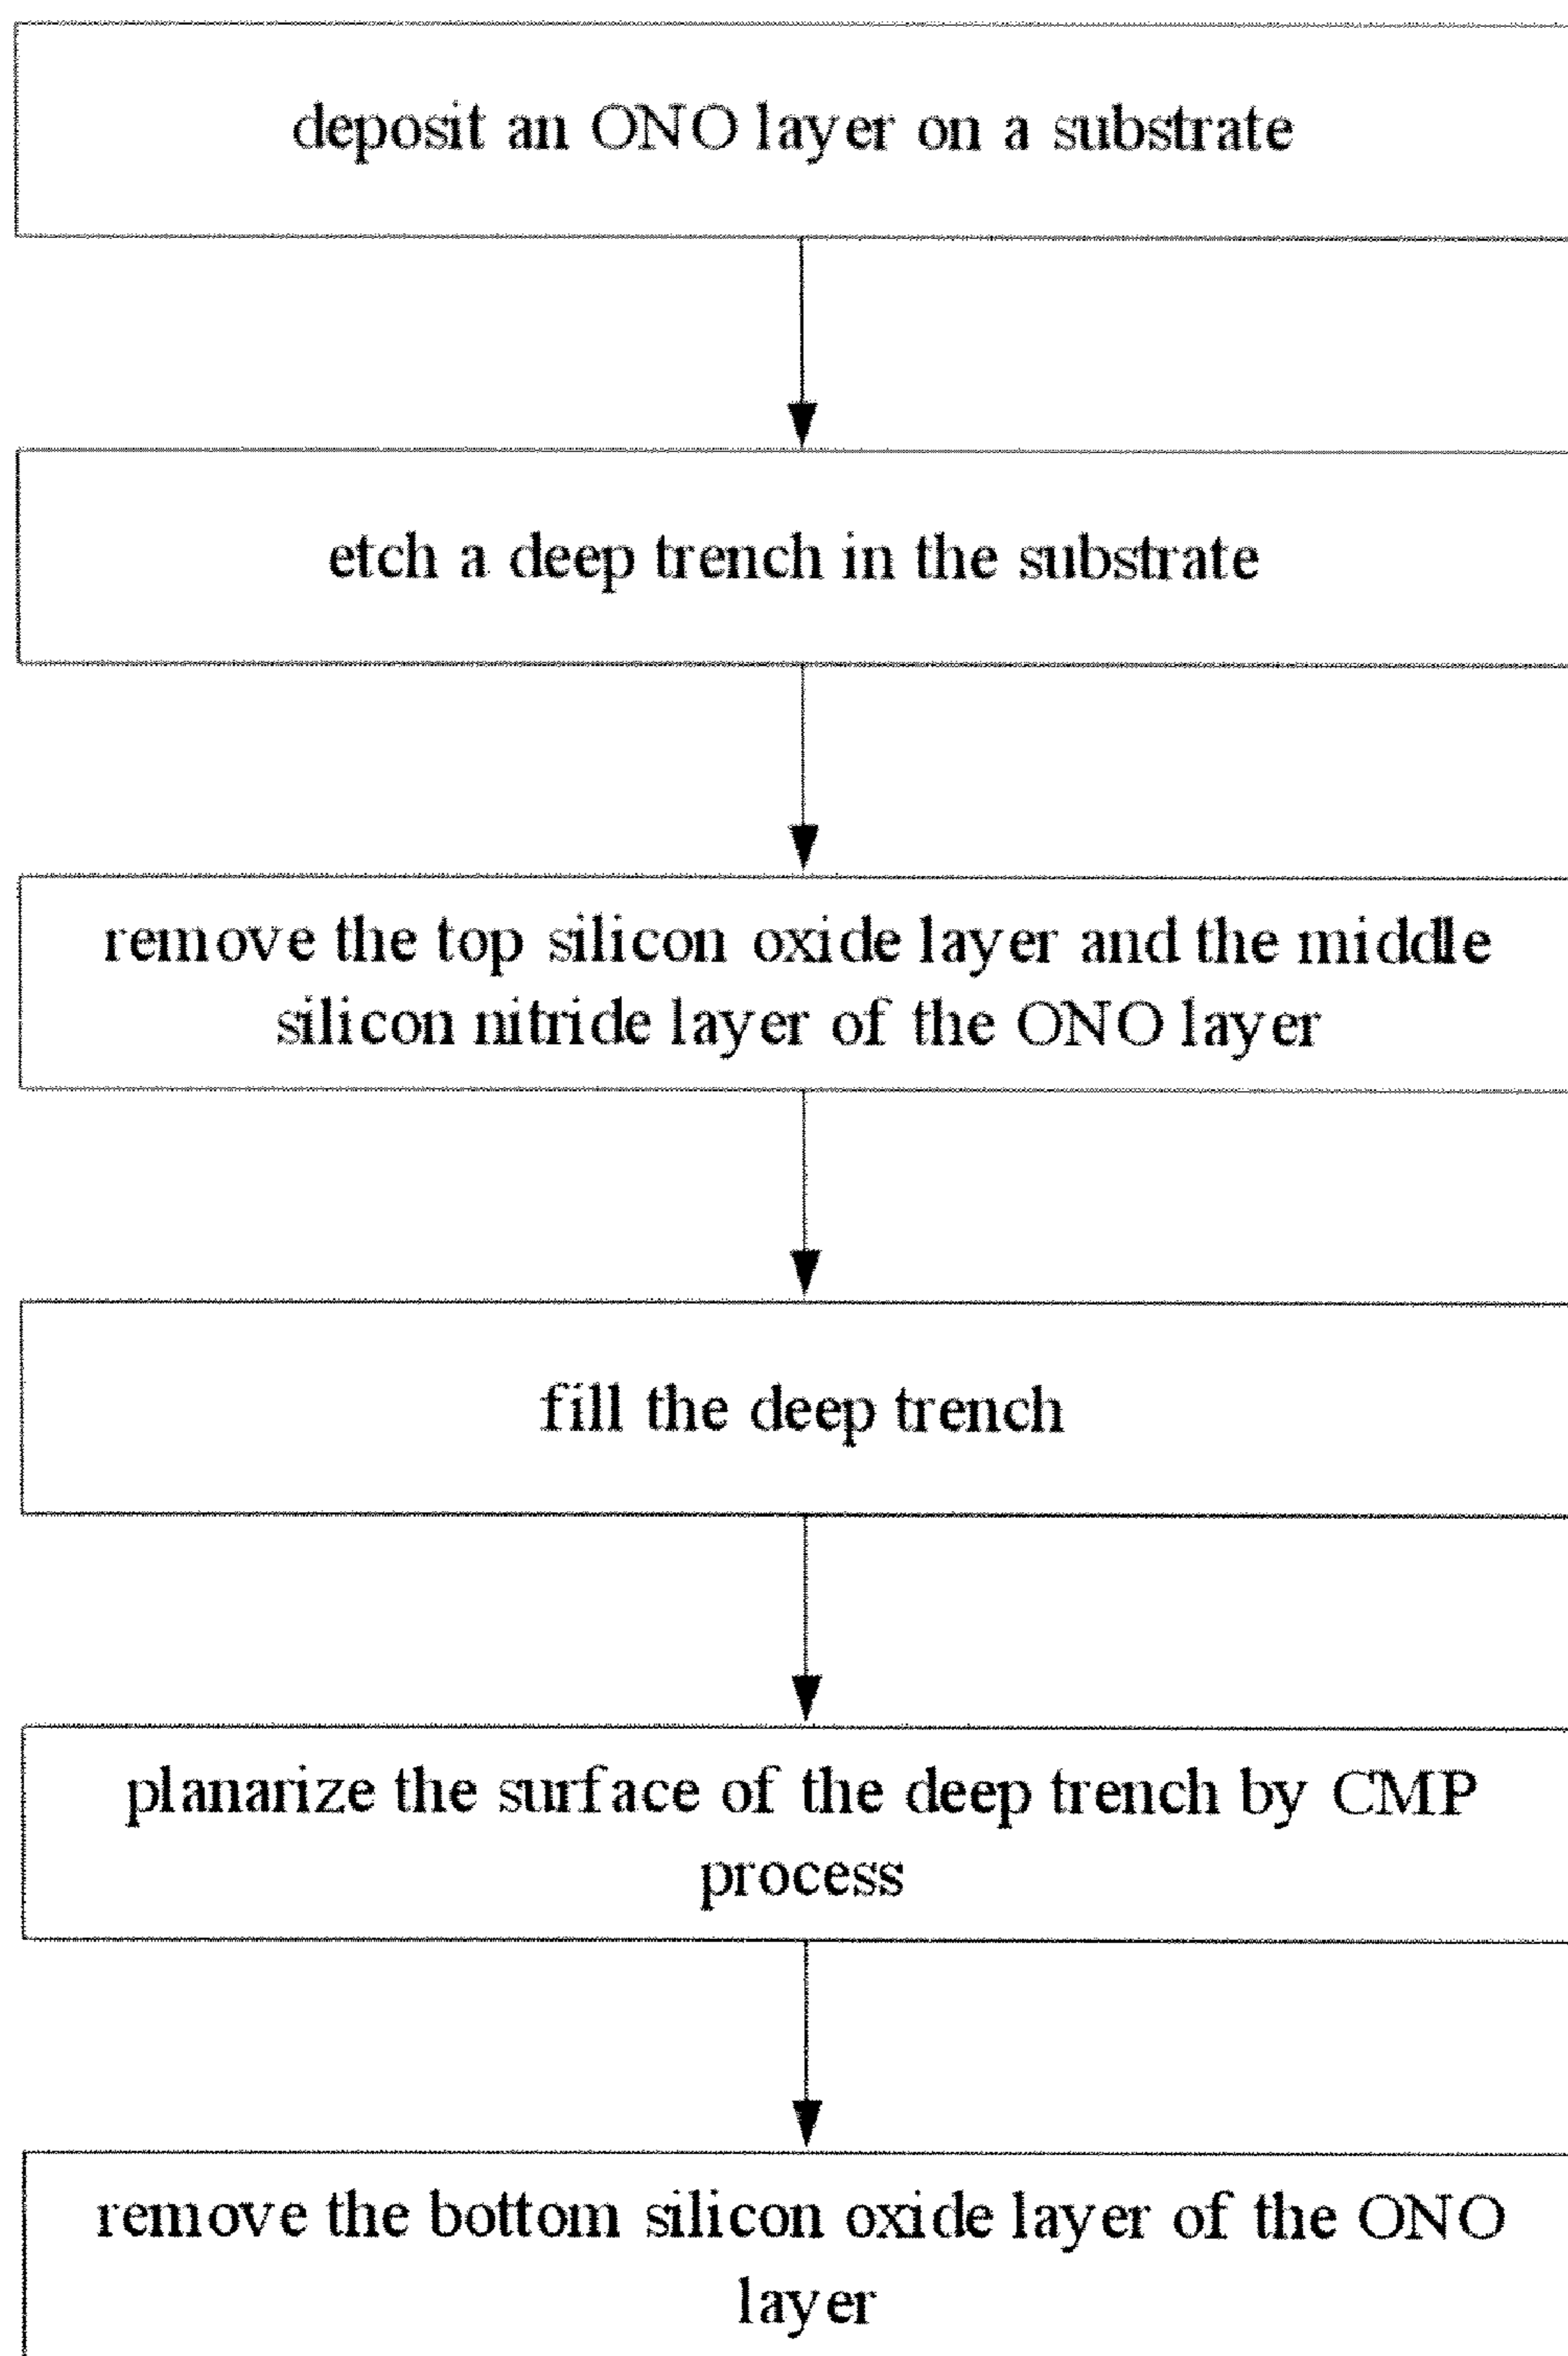 deposit an ONO layer on a substrate
etch a deep trench in the substrate
remove the top silicon oxide layer and the middle
silicon nitride layer of the ONO layer
fill the deep trench
planarize the surface of the deep trench by CMP
process
remove the bottom silicon oxide layer of the ONO
layer